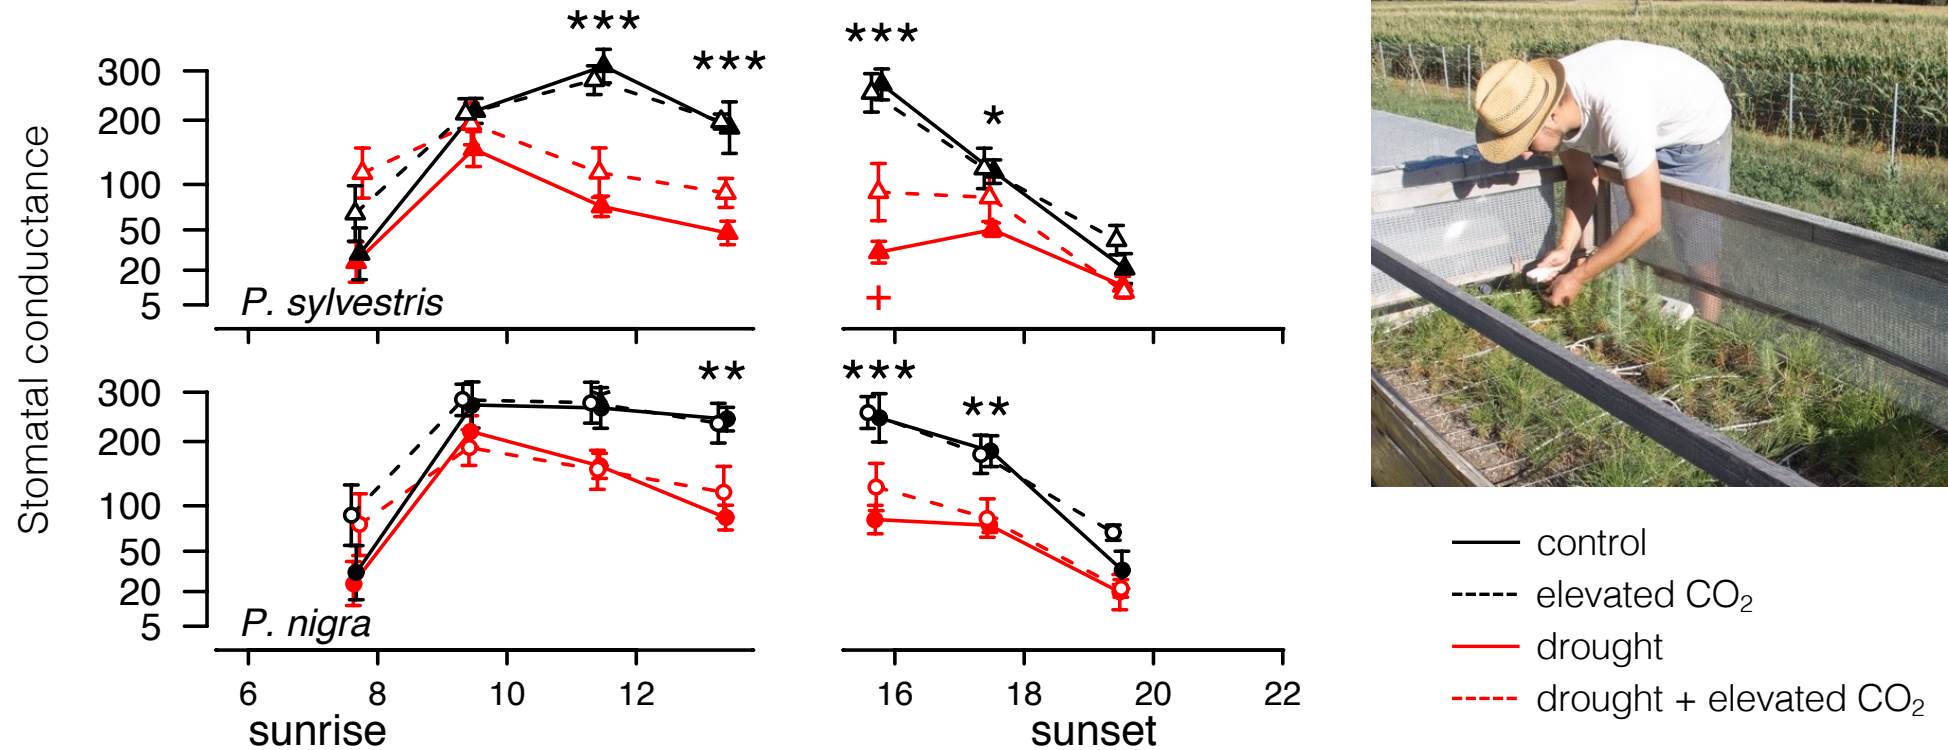 Stomatal conductance
***
***
***
*
300
200
100
50
20
5
P. sylvestris
+
**
***
**
*
300
200
100
50
20
5
P. nigra
6 8 10 12 16 18 20 22
sunrise sunset
control
elevated CO₂
drought
drought + elevated CO₂